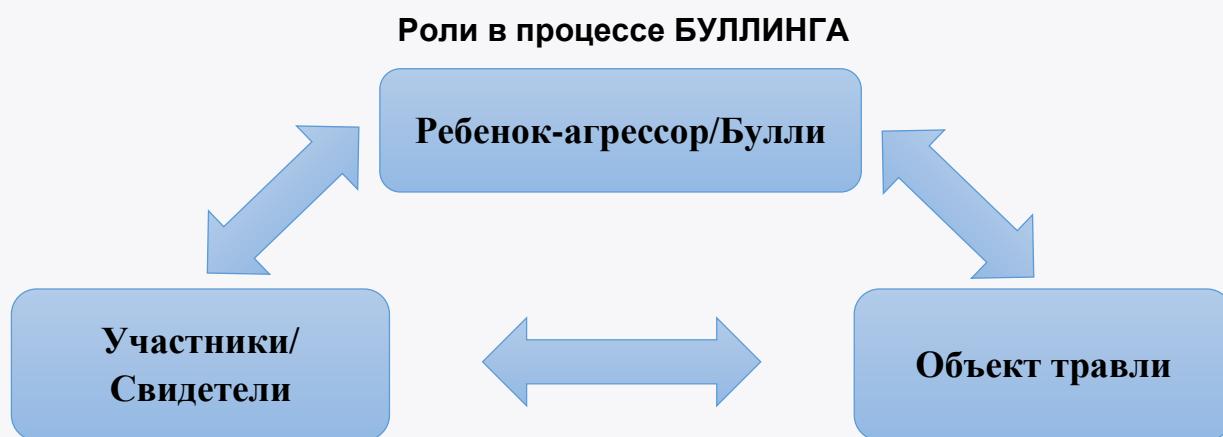 Роли в процессе БУЛЛИНГА
Ребенок-агрессор/Булли
Участники/
Свидетели
Объект травли